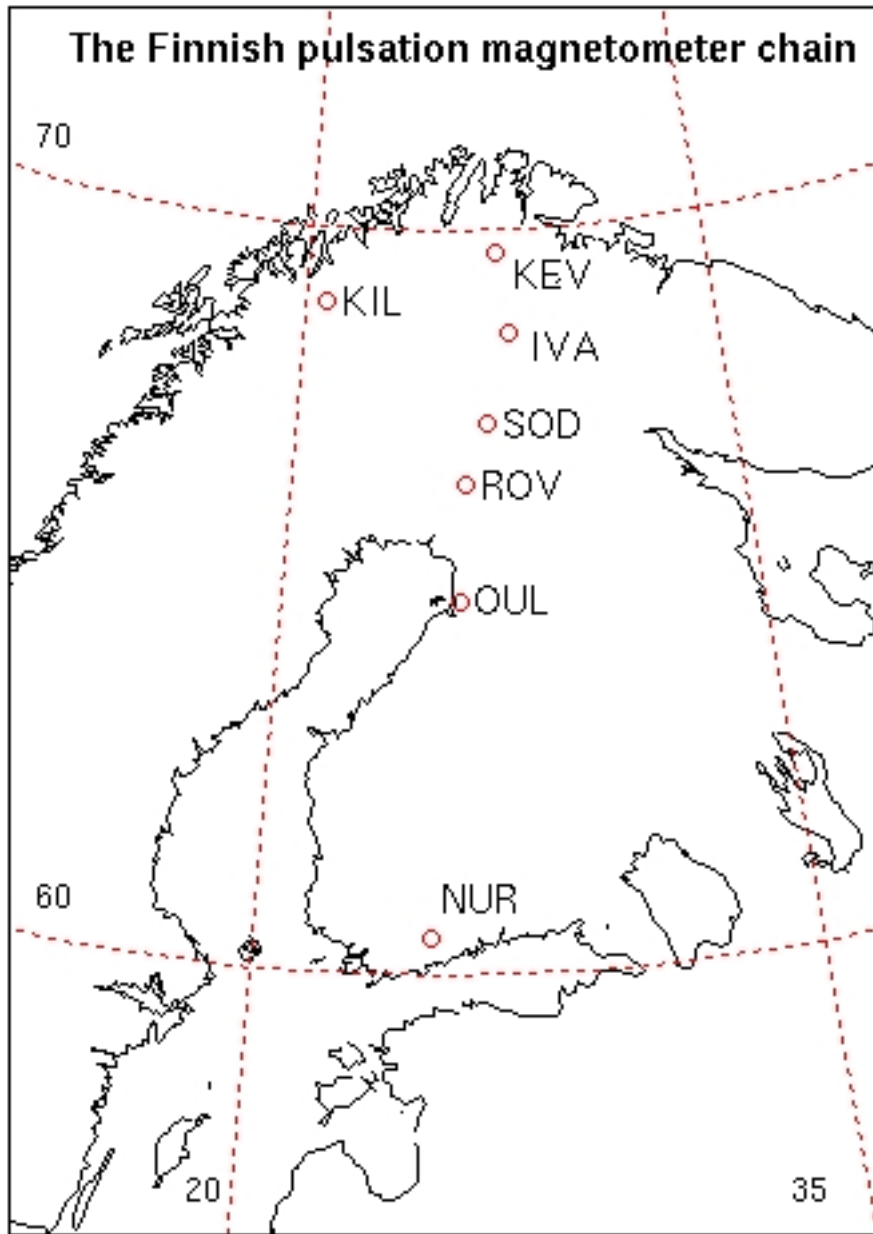 The Finnish pulsation magnetometer chain
70
KEV
KIL
IVA
SOD
ROV
OUL
60
NUR
20
35